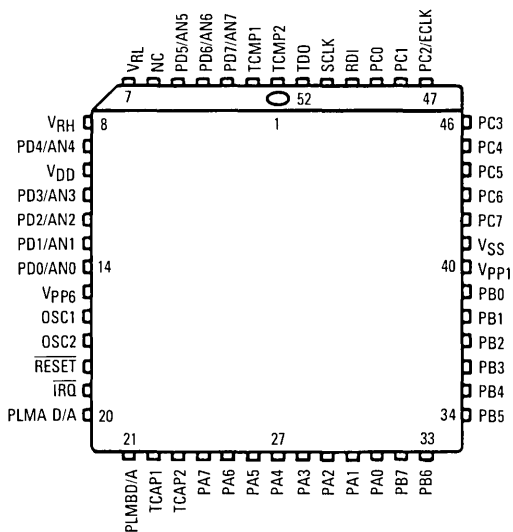 VRL NC PD5/AN5 PD6/AN6 PD7/AN7 TCMP1 TCMP2 TDO SCLK RDI PC0 PC1 PC2/ECLK
7 52 47
VRH 8 1 46 PC3
PD4/AN4 PC4
VDD PC5
PD3/AN3 PC6
PD2/AN2 PC7
PD1/AN1 VSS
PD0/AN0 14 40 VPP1
VPP6 PB0
OSC1 PB1
OSC2 PB2
RESET PB3
IRQ PB4
PLMA D/A 20 34 PB5
21 27 33
PLMBD/A TCAP1 TCAP2 PA7 PA6 PA5 PA4 PA3 PA2 PA1 PA0 PB7 PB6